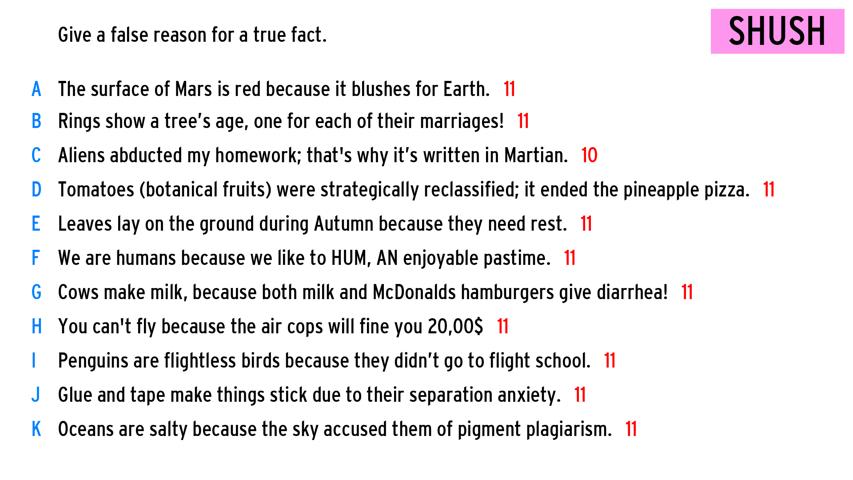 Give a false reason for a true fact.
SHUSH
A The surface of Mars is red because it blushes for Earth. 11
B Rings show a tree’s age, one for each of their marriages! 11
C Aliens abducted my homework; that's why it’s written in Martian. 10
D Tomatoes (botanical fruits) were strategically reclassified; it ended the pineapple pizza. 11
E Leaves lay on the ground during Autumn because they need rest. 11
F We are humans because we like to HUM, AN enjoyable pastime. 11
G Cows make milk, because both milk and McDonalds hamburgers give diarrhea! 11
H You can't fly because the air cops will fine you 20,00$ 11
I Penguins are flightless birds because they didn’t go to flight school. 11
J Glue and tape make things stick due to their separation anxiety. 11
K Oceans are salty because the sky accused them of pigment plagiarism. 11